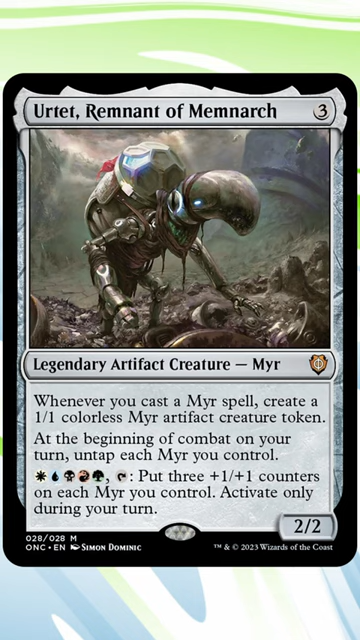 Urtet, Remnant of Memnarch 3
Legendary Artifact Creature — Myr
Whenever you cast a Myr spell, create a
1/1 colorless Myr artifact creature token.
At the beginning of combat on your
turn, untap each Myr you control.
: Put three +1/+1 counters
on each Myr you control. Activate only
during your turn.
2/2
028/028 M
ONC • EN Simon Dominic
™ & © 2023 Wizards of the Coast